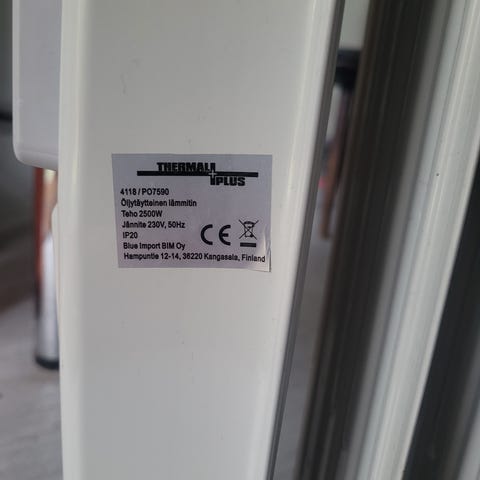 THERMAL
+PLUS
4118 / PO7590
Öljytäytteinen lämmitin
Teho 2500W
Jännite 230V, 50Hz
IP20
CE
Blue Import BIM Oy
Hampuntie 12-14, 36220 Kangasala, Finland